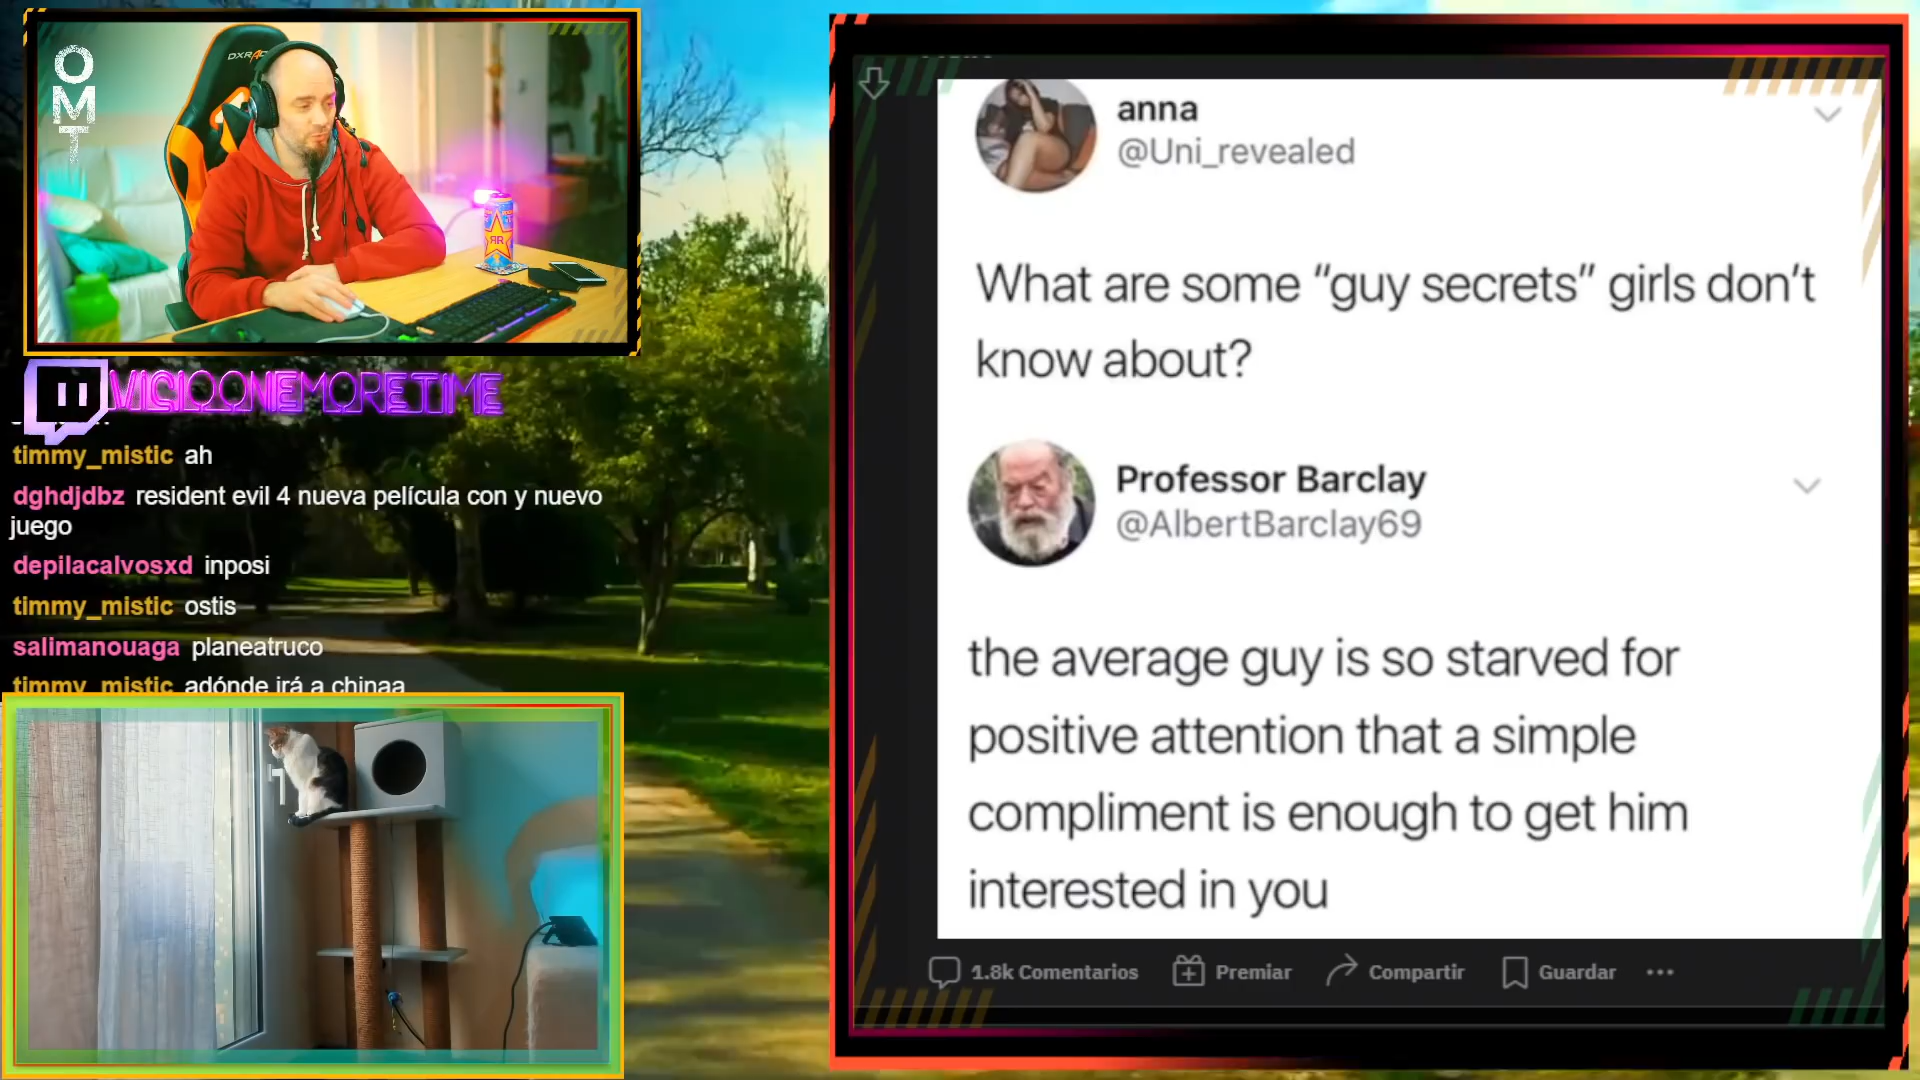 OMT
DXRAC
RR
VICIOONEMORETIME
timmy_mistic ah
dghdjdbz resident evil 4 nueva película con y nuevo
juego
depilacalvosxd inposi
timmy_mistic ostis
salimanouaga planeatruco
timmy_mistic adónde irá a chinaa
anna
@Uni_revealed
What are some “guy secrets” girls don’t
know about?
Professor Barclay
@AlbertBarclay69
the average guy is so starved for
positive attention that a simple
compliment is enough to get him
interested in you
1.8k Comentarios Premiar Compartir Guardar